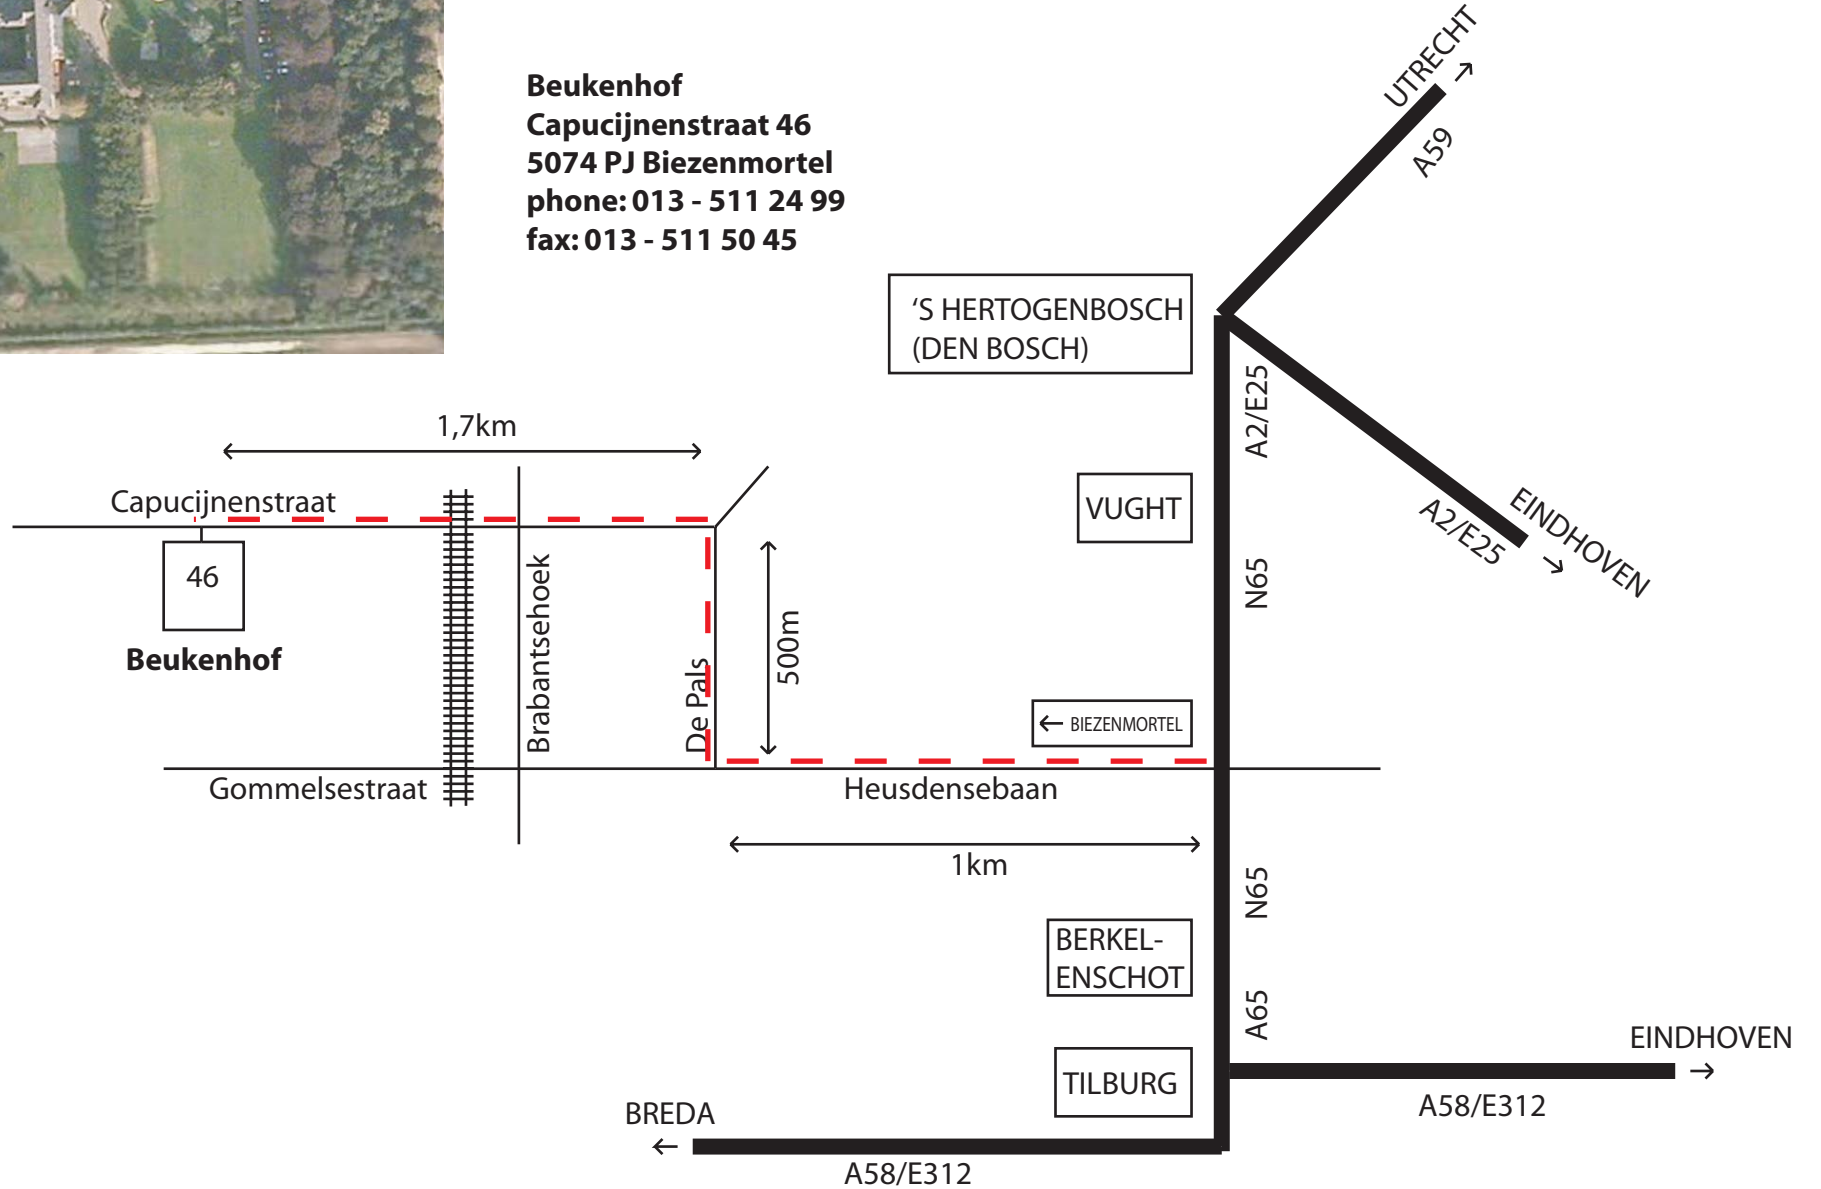 Beukenhof
Capucijnenstraat 46
5074 PJ Biezenmortel
phone: 013 - 511 24 99
fax: 013 - 511 50 45
UTRECHT
A59
‘S HERTOGENBOSCH
(DEN BOSCH)
A2/E25
EINDHOVEN
A2/E25
1,7km
Capucijnenstraat
VUGHT
N65
46
Beukenhof
Brabantsehoek
De Pals
500m
BIEZENMORTEL
Gommelsestraat
Heusdensebaan
1km
N65
BERKEL-
ENSCHOT
A65
TILBURG
EINDHOVEN
A58/E312
BREDA
A58/E312